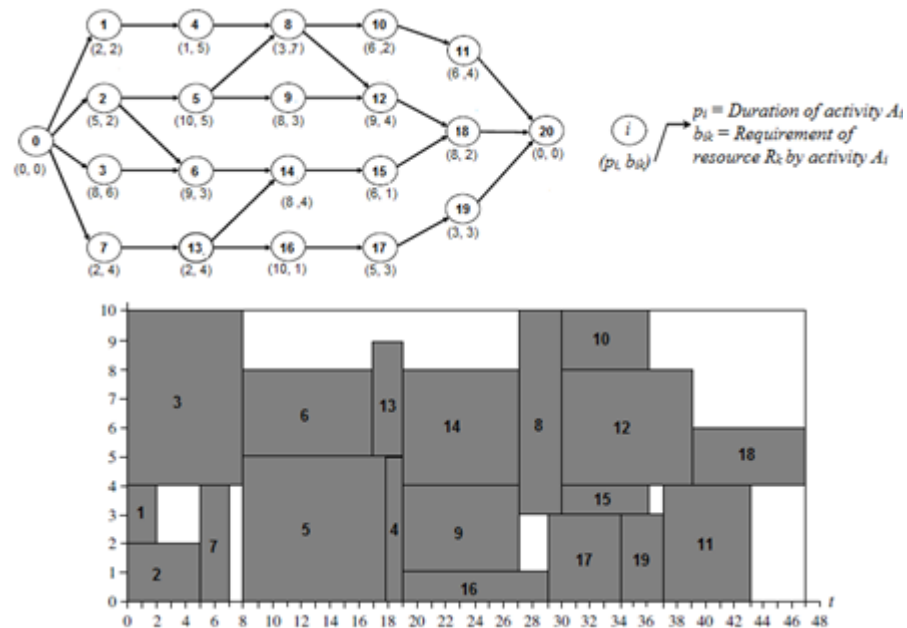 1 4 8 10
(2, 2) (1, 5) (3,7) (6 ,2)
11
(6 ,4)
2 5 9 12
(5, 2) (10, 5) (8, 3) (9, 4)
0 18 20
(0, 0) (8, 2) (0, 0)
3 6 14 15
(8, 6) (9, 3) (8 ,4) (6, 1)
19
(3, 3)
7 13 16 17
(2, 4) (2, 4) (10, 1) (5, 3)
i
(pi, bik)
pi = Duration of activity Ai
bik = Requirement of
resource Rk by activity Ai
10
9
8
7
6
5
4
3
2
1
0
3 6 13 14 8 10 12 18
1 2 7 5 4 9 16 15 17 19 11
0 2 4 6 8 10 12 14 16 18 20 22 24 26 28 30 32 34 36 38 40 42 44 46 48 t